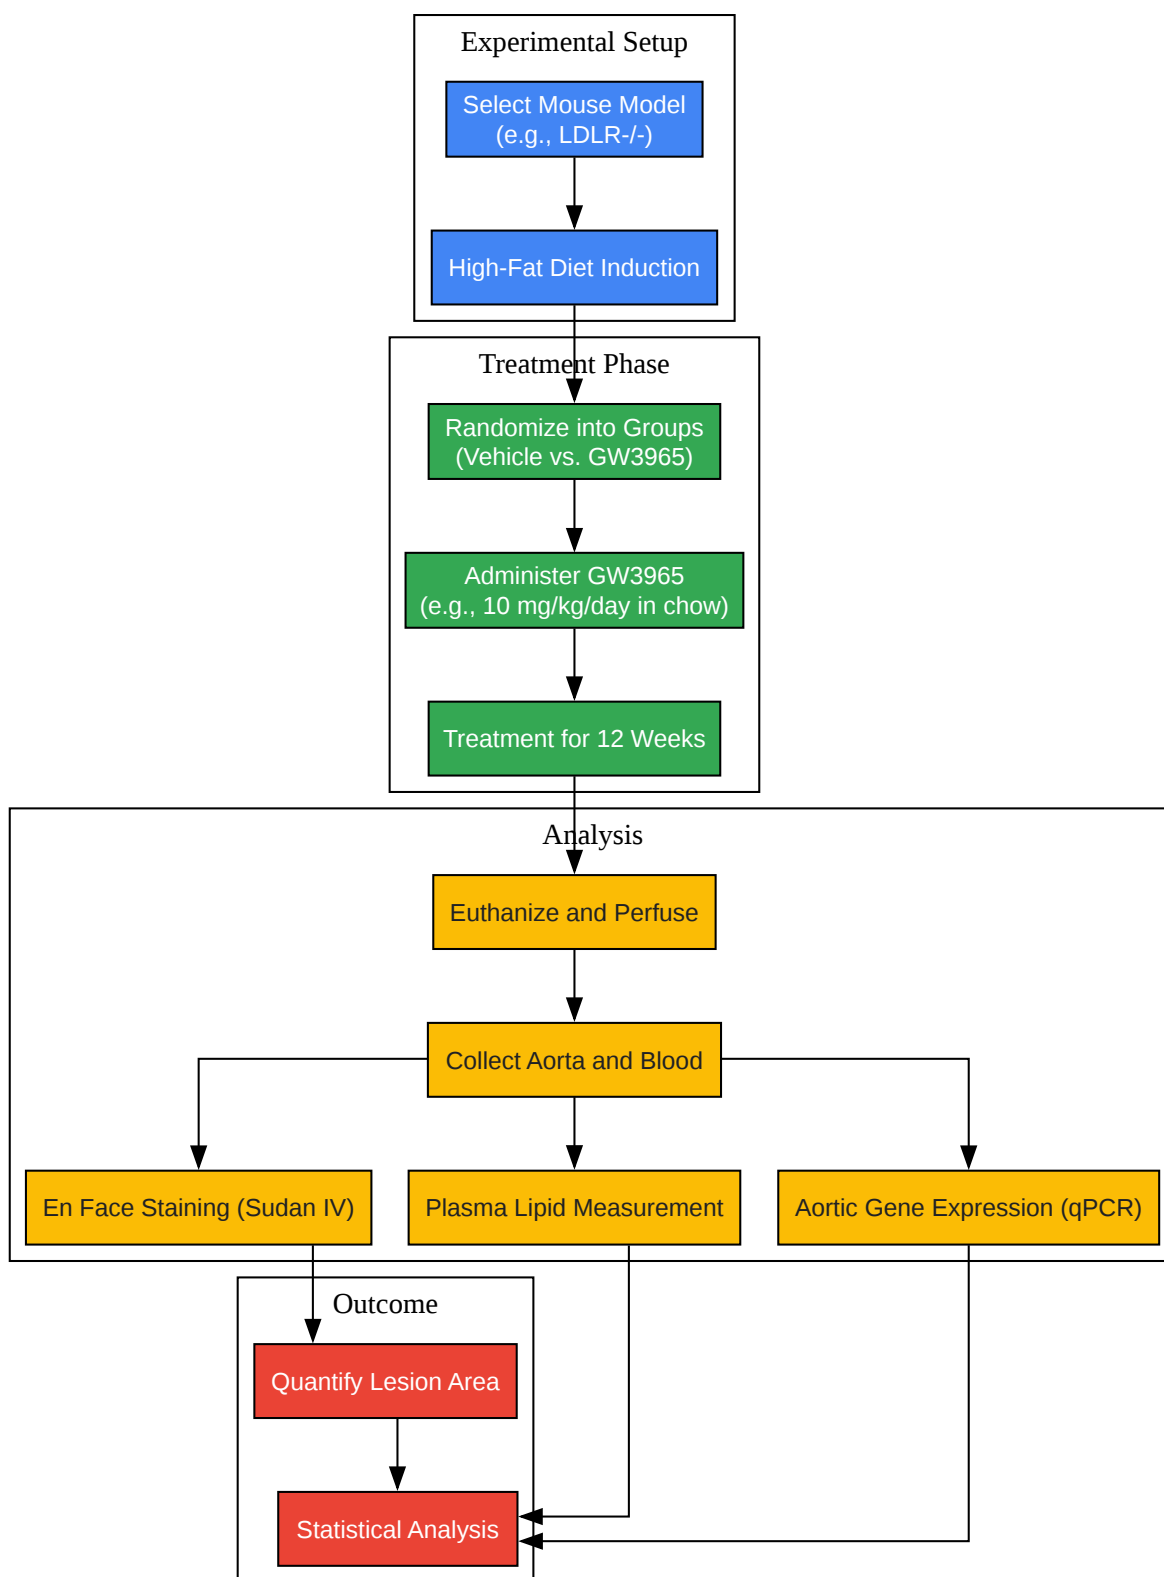 Experimental Setup
Select Mouse Model
(e.g., LDLR-/-)
High-Fat Diet Induction
Treatment Phase
Randomize into Groups
(Vehicle vs. GW3965)
Administer GW3965
(e.g., 10 mg/kg/day in chow)
Treatment for 12 Weeks
Analysis
Euthanize and Perfuse
Collect Aorta and Blood
En Face Staining (Sudan IV)
Plasma Lipid Measurement
Aortic Gene Expression (qPCR)
Outcome
Quantify Lesion Area
Statistical Analysis